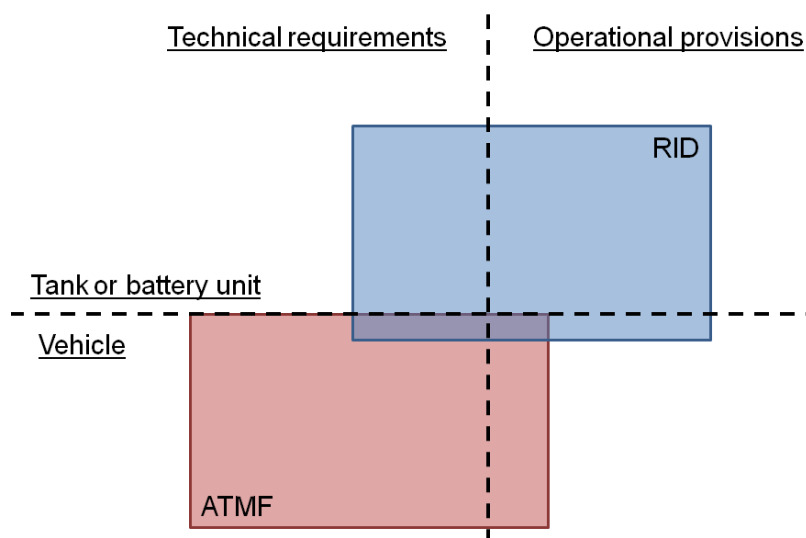 Technical requirements
Operational provisions
RID
Tank or battery unit
Vehicle
ATMF